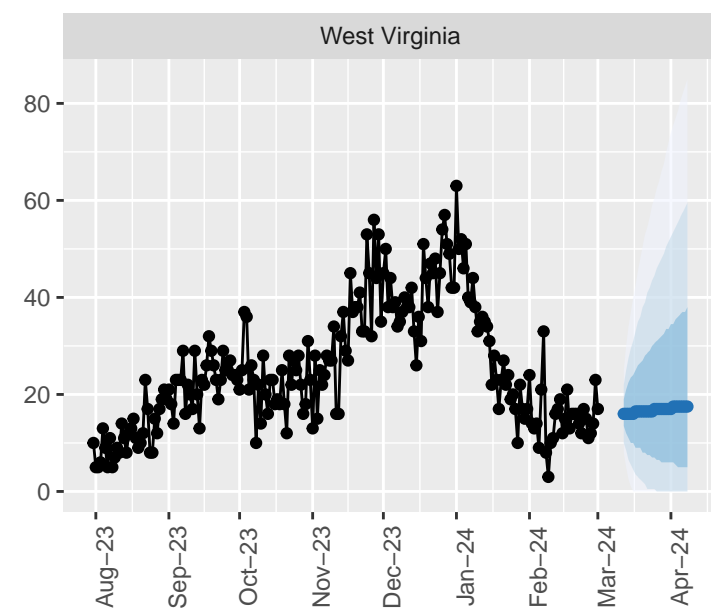 West Virginia
80
60
40
20
0
Aug−23
Sep−23
Oct−23
Nov−23
Dec−23
Jan−24
Feb−24
Mar−24
Apr−24